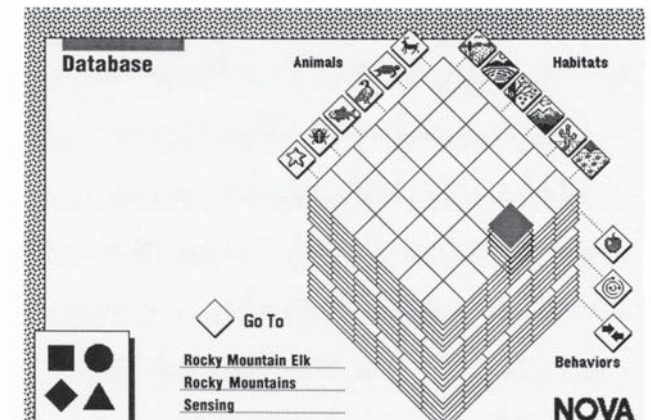 Database
Animals
Habitats
Go To
Rocky Mountain Elk
Rocky Mountains
Sensing
Behaviors
NOVA